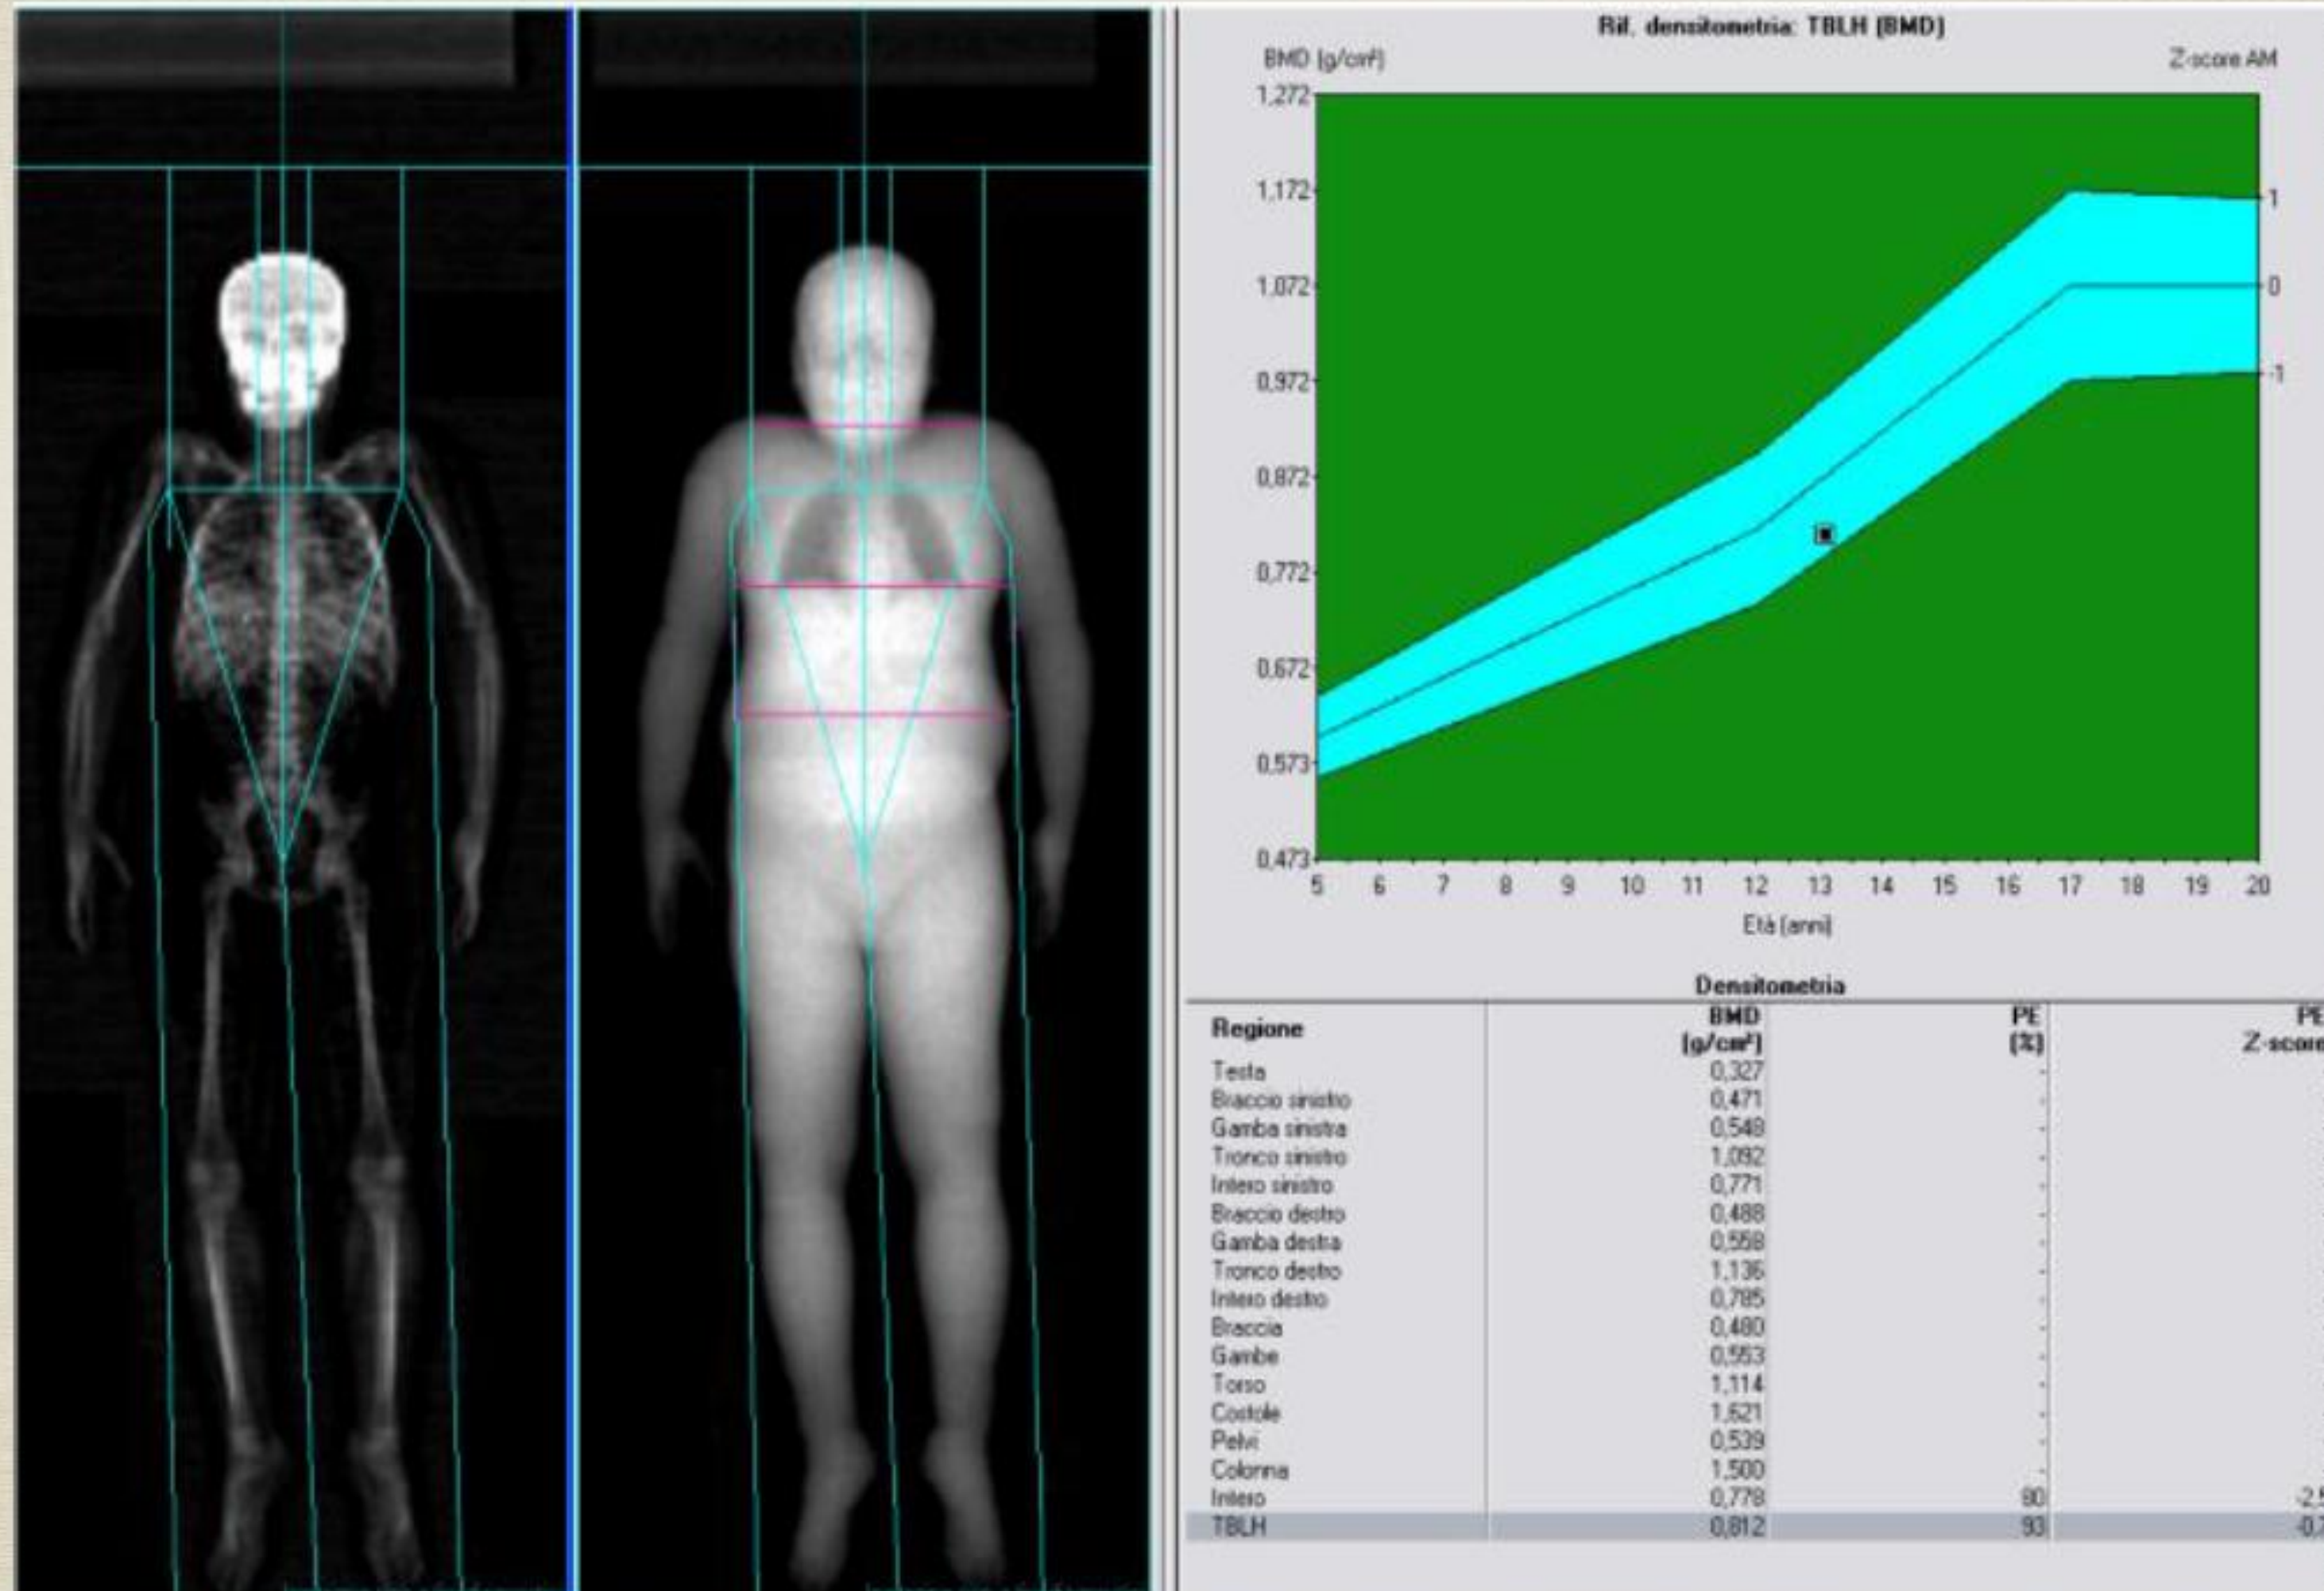 Rif. densitometria: TBLH (BMD)
BMD (g/cm²) Z-score AM
1,272
1,172
1,072
0,972
0,872
0,772
0,672
0,573
0,473
1
0
-1
5 6 7 8 9 10 11 12 13 14 15 16 17 18 19 20
Età (anni)
Densitometria
Regione BMD (g/cm²) PE (%) PE Z-score
Testa 0,327 -
Braccio sinistro 0,471 -
Gamba sinistra 0,548 -
Tronco sinistro 1,092 -
Intero sinistro 0,771 -
Braccio destro 0,488 -
Gamba destra 0,558 -
Tronco destro 1,136 -
Intero destro 0,785 -
Braccia 0,480 -
Gambe 0,553 -
Torso 1,114 -
Costole 1,621 -
Pelvi 0,539 -
Colonna 1,500 -
Intero 0,778 80 -2,5
TBLH 0,812 93 -0,7